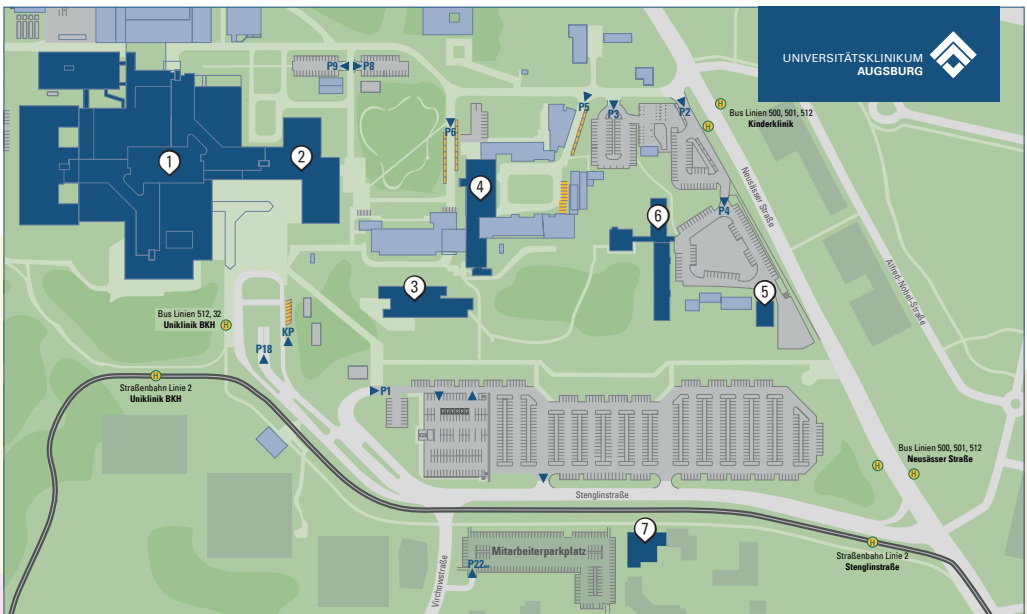 UNIVERSITÄTSKLINIKUM
AUGSBURG
P9
P8
P5
P3
P2
P6
Bus Linien 500, 501, 512
Kinderklinik
1
2
4
6
P4
Neusässer Straße
Alfred-Nobel-Straße
3
5
Bus Linien 512, 32
Uniklinik BKH
KP
P18
Straßenbahn Linie 2
Uniklinik BKH
P1
Bus Linien 500, 501, 512
Neusässer Straße
Stenglinstraße
7
Mitarbeiterparkplatz
P22
Virchowstraße
Straßenbahn Linie 2
Stenglinstraße
H
H
H
H
H
H
H